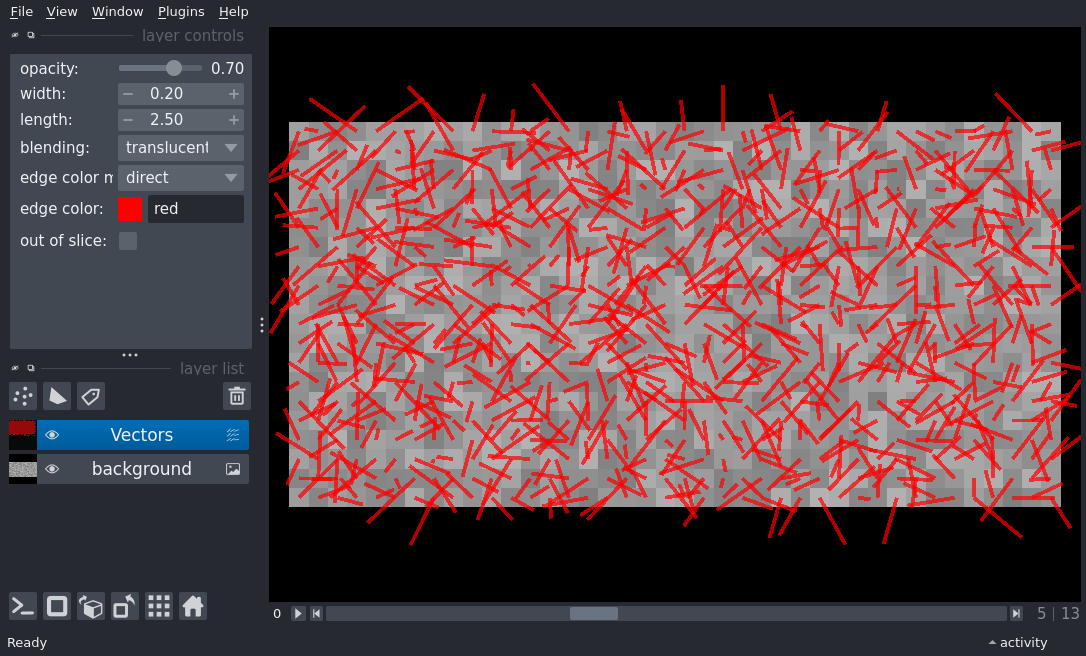 File View Window Plugins Help
layer controls
opacity: 0.70
width: 0.20
length: 2.50
blending: translucent
edge color m direct
edge color: red
out of slice:
layer list
Vectors
background
0 5 | 13
Ready activity